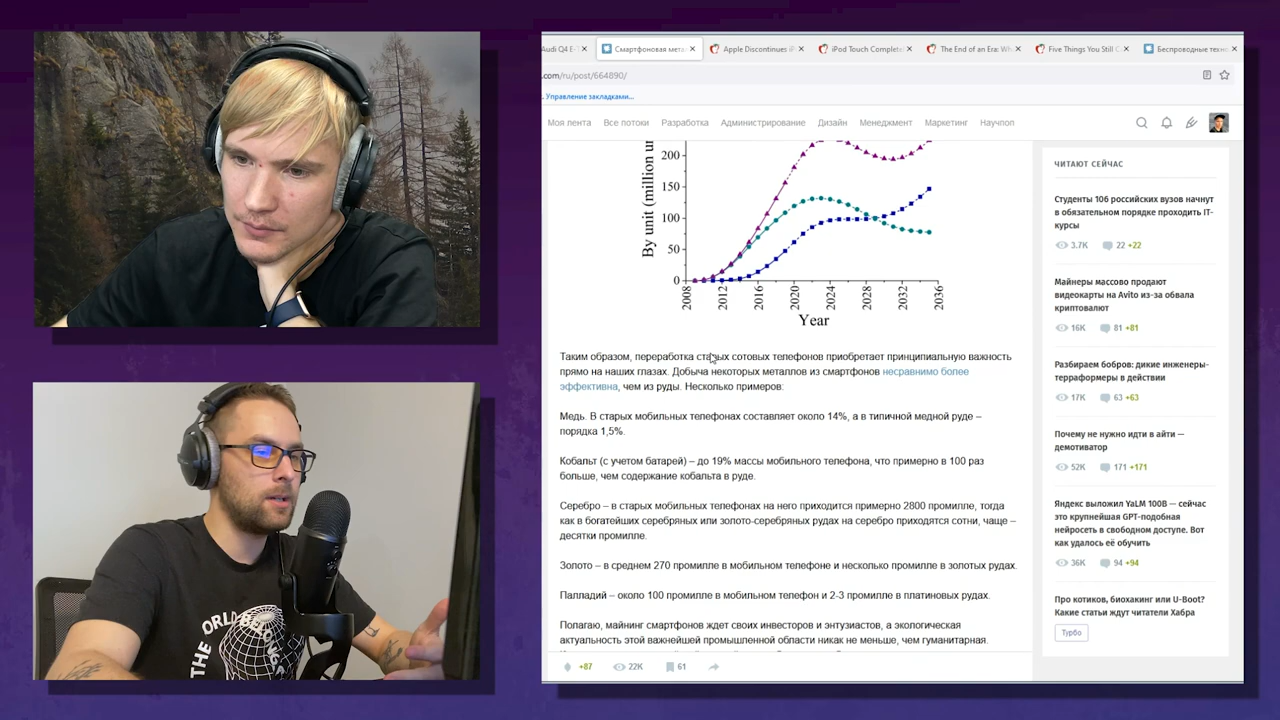 Audi Q4 E-
Смартфоновая мета
Apple Discontinues iP
iPod Touch Complete
The End of an Era: Wh
Five Things You Still C
Беспроводные техно
.com/ru/post/664890/
Управление закладками...
Моя лента Все потоки Разработка Администрирование Дизайн Менеджмент Маркетинг Научпоп
By unit (million un
200
150
100
50
0
2008 2012 2016 2020 2024 2028 2032 2036
Year
Таким образом, переработка старых сотовых телефонов приобретает принципиальную важность
прямо на наших глазах. Добыча некоторых металлов из смартфонов несравнимо более
эффективна, чем из руды. Несколько примеров:
Медь. В старых мобильных телефонах составляет около 14%, а в типичной медной руде –
порядка 1,5%.
Кобальт (с учетом батарей) – до 19% массы мобильного телефона, что примерно в 100 раз
больше, чем содержание кобальта в руде.
Серебро – в старых мобильных телефонах на него приходится примерно 2800 промилле, тогда
как в богатейших серебряных или золото-серебряных рудах на серебро приходятся сотни, чаще –
десятки промилле.
Золото – в среднем 270 промилле в мобильном телефоне и несколько промилле в золотых рудах.
Палладий – около 100 промилле в мобильном телефон и 2-3 промилле в платиновых рудах.
Полагаю, майнинг смартфонов ждет своих инвесторов и энтузиастов, а экологическая
актуальность этой важнейшей промышленной области никак не меньше, чем гуманитарная.
+87 22K 61
ЧИТАЮТ СЕЙЧАС
Студенты 106 российских вузов начнут
в обязательном порядке проходить IT-
курсы
3.7K 22 +22
Майнеры массово продают
видеокарты на Avito из-за обвала
криптовалют
16K 81 +81
Разбираем бобров: дикие инженеры-
терраформеры в действии
17K 63 +63
Почему не нужно идти в айти —
демотиватор
52K 171 +171
Яндекс выложил YaLM 100B — сейчас
это крупнейшая GPT-подобная
нейросеть в свободном доступе. Вот
как удалось её обучить
36K 94 +94
Про котиков, биохакинг или U-Boot?
Какие статьи ждут читатели Хабра
Турбо
THE WORLD